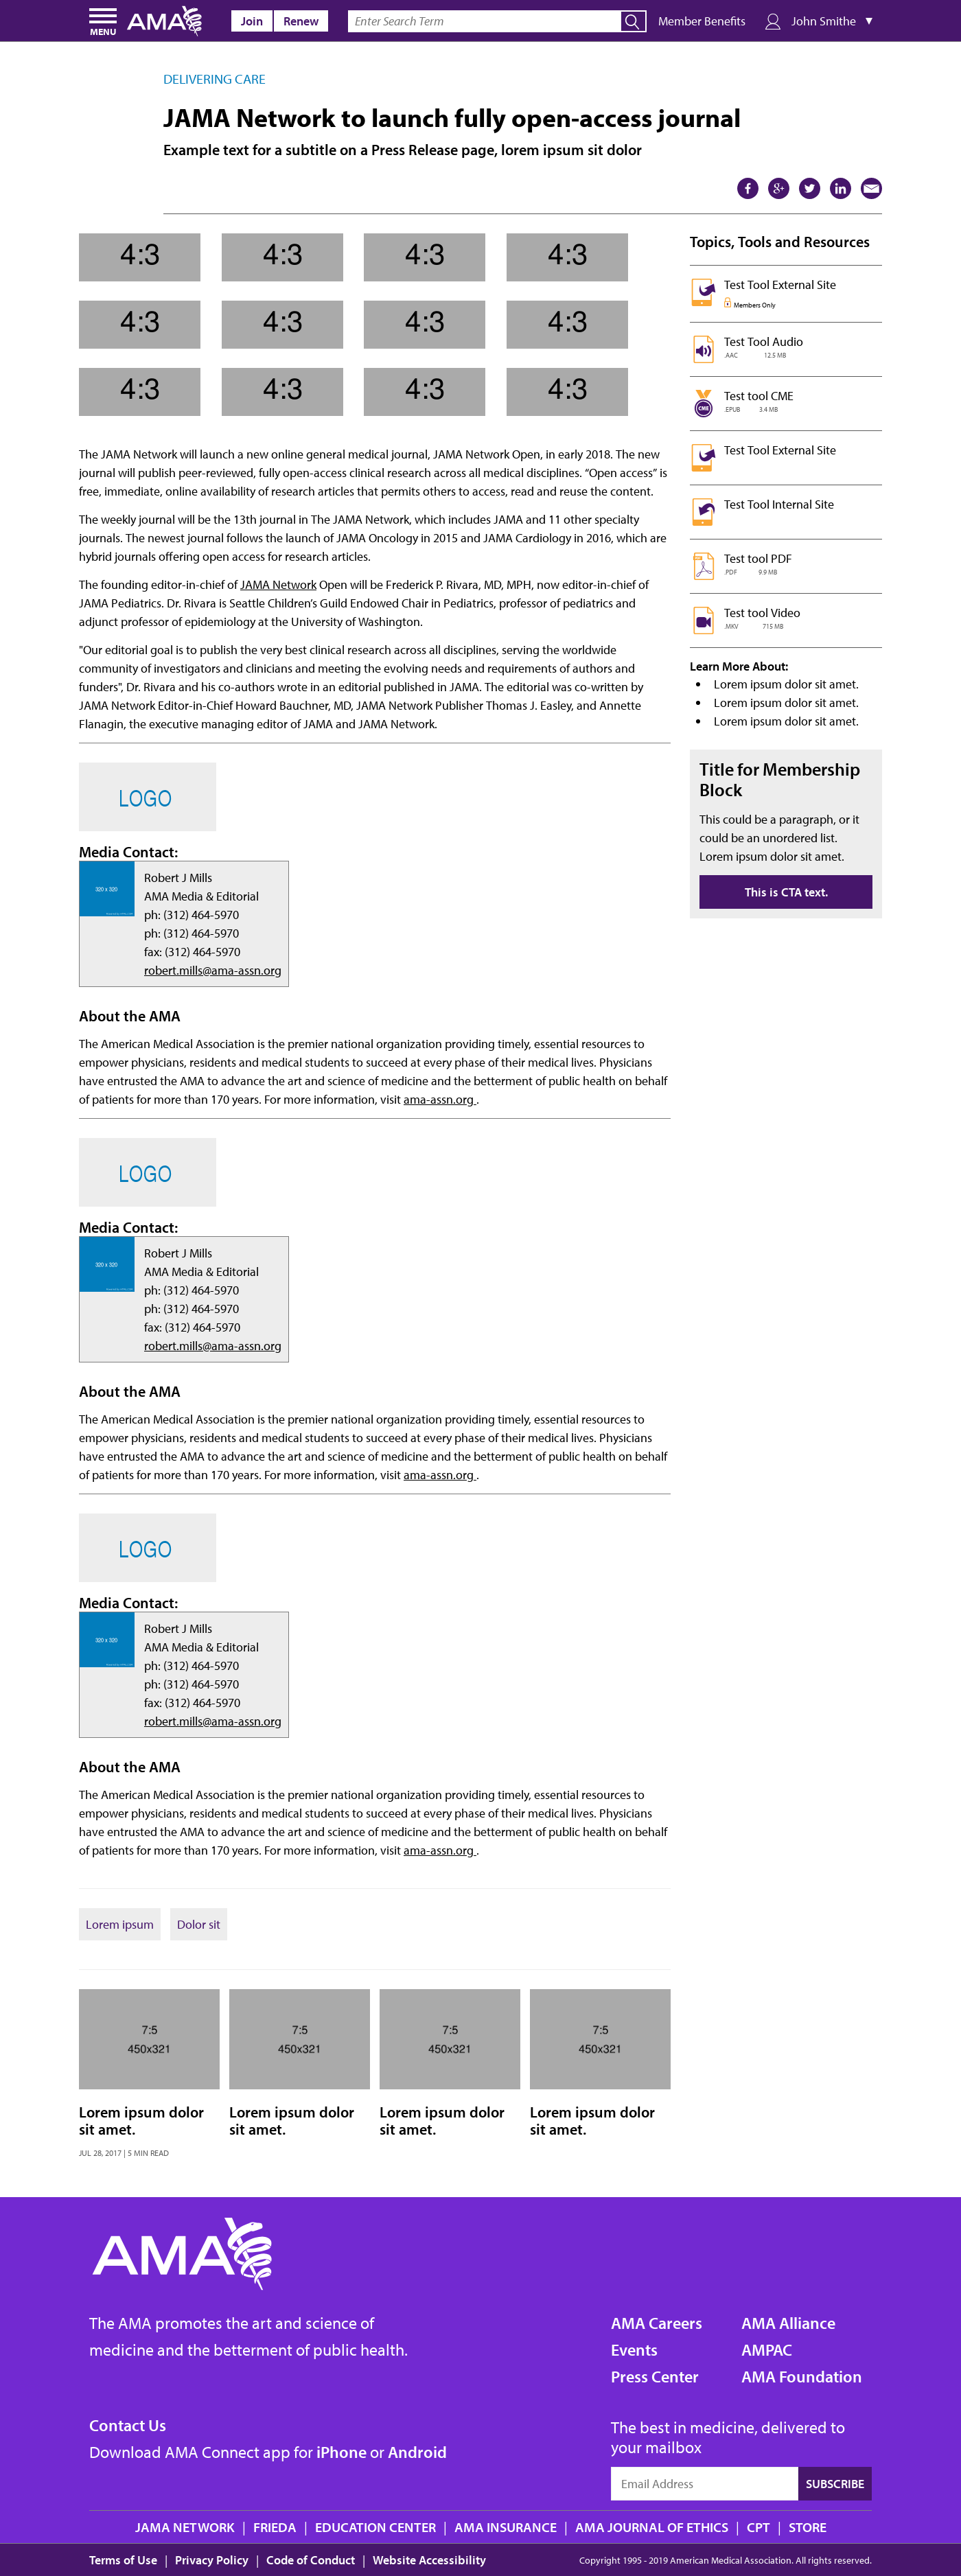 MENU
AMA
Join
Renew
Enter Search Term
Member Benefits
John Smithe ▼
DELIVERING CARE
JAMA Network to launch fully open-access journal
Example text for a subtitle on a Press Release page, lorem ipsum sit dolor
4:3 4:3 4:3 4:3
4:3 4:3 4:3 4:3
4:3 4:3 4:3 4:3
The JAMA Network will launch a new online general medical journal, JAMA Network Open, in early 2018. The new
journal will publish peer-reviewed, fully open-access clinical research across all medical disciplines. “Open access” is
free, immediate, online availability of research articles that permits others to access, read and reuse the content.
The weekly journal will be the 13th journal in The JAMA Network, which includes JAMA and 11 other specialty
journals. The newest journal follows the launch of JAMA Oncology in 2015 and JAMA Cardiology in 2016, which are
hybrid journals offering open access for research articles.
The founding editor-in-chief of JAMA Network Open will be Frederick P. Rivara, MD, MPH, now editor-in-chief of
JAMA Pediatrics. Dr. Rivara is Seattle Children’s Guild Endowed Chair in Pediatrics, professor of pediatrics and
adjunct professor of epidemiology at the University of Washington.
"Our editorial goal is to publish the very best clinical research across all disciplines, serving the worldwide
community of investigators and clinicians and meeting the evolving needs and requirements of authors and
funders", Dr. Rivara and his co-authors wrote in an editorial published in JAMA. The editorial was co-written by
JAMA Network Editor-in-Chief Howard Bauchner, MD, JAMA Network Publisher Thomas J. Easley, and Annette
Flanagin, the executive managing editor of JAMA and JAMA Network.
LOGO
Media Contact:
320 x 320
Robert J Mills
AMA Media & Editorial
ph: (312) 464-5970
ph: (312) 464-5970
fax: (312) 464-5970
robert.mills@ama-assn.org
About the AMA
The American Medical Association is the premier national organization providing timely, essential resources to
empower physicians, residents and medical students to succeed at every phase of their medical lives. Physicians
have entrusted the AMA to advance the art and science of medicine and the betterment of public health on behalf
of patients for more than 170 years. For more information, visit ama-assn.org .
LOGO
Media Contact:
320 x 320
Robert J Mills
AMA Media & Editorial
ph: (312) 464-5970
ph: (312) 464-5970
fax: (312) 464-5970
robert.mills@ama-assn.org
About the AMA
The American Medical Association is the premier national organization providing timely, essential resources to
empower physicians, residents and medical students to succeed at every phase of their medical lives. Physicians
have entrusted the AMA to advance the art and science of medicine and the betterment of public health on behalf
of patients for more than 170 years. For more information, visit ama-assn.org .
LOGO
Media Contact:
320 x 320
Robert J Mills
AMA Media & Editorial
ph: (312) 464-5970
ph: (312) 464-5970
fax: (312) 464-5970
robert.mills@ama-assn.org
About the AMA
The American Medical Association is the premier national organization providing timely, essential resources to
empower physicians, residents and medical students to succeed at every phase of their medical lives. Physicians
have entrusted the AMA to advance the art and science of medicine and the betterment of public health on behalf
of patients for more than 170 years. For more information, visit ama-assn.org .
Lorem ipsum
Dolor sit
7:5 7:5 7:5 7:5
450x321 450x321 450x321 450x321
Lorem ipsum dolor Lorem ipsum dolor Lorem ipsum dolor Lorem ipsum dolor
sit amet. sit amet. sit amet. sit amet.
JUL 28, 2017 | 5 MIN READ
Topics, Tools and Resources
Test Tool External Site
Members Only
Test Tool Audio
.AAC 12.5 MB
Test tool CME
CME
.EPUB 3.4 MB
Test Tool External Site
Test Tool Internal Site
Test tool PDF
.PDF 9.9 MB
Test tool Video
.MKV 715 MB
Learn More About:
Lorem ipsum dolor sit amet.
Lorem ipsum dolor sit amet.
Lorem ipsum dolor sit amet.
Title for Membership
Block
This could be a paragraph, or it
could be an unordered list.
Lorem ipsum dolor sit amet.
This is CTA text.
AMA
The AMA promotes the art and science of
medicine and the betterment of public health.
AMA Careers AMA Alliance
Events AMPAC
Press Center AMA Foundation
Contact Us
Download AMA Connect app for iPhone or Android
The best in medicine, delivered to
your mailbox
Email Address
SUBSCRIBE
JAMA NETWORK | FRIEDA | EDUCATION CENTER | AMA INSURANCE | AMA JOURNAL OF ETHICS | CPT | STORE
Terms of Use | Privacy Policy | Code of Conduct | Website Accessibility
Copyright 1995 - 2019 American Medical Association. All rights reserved.